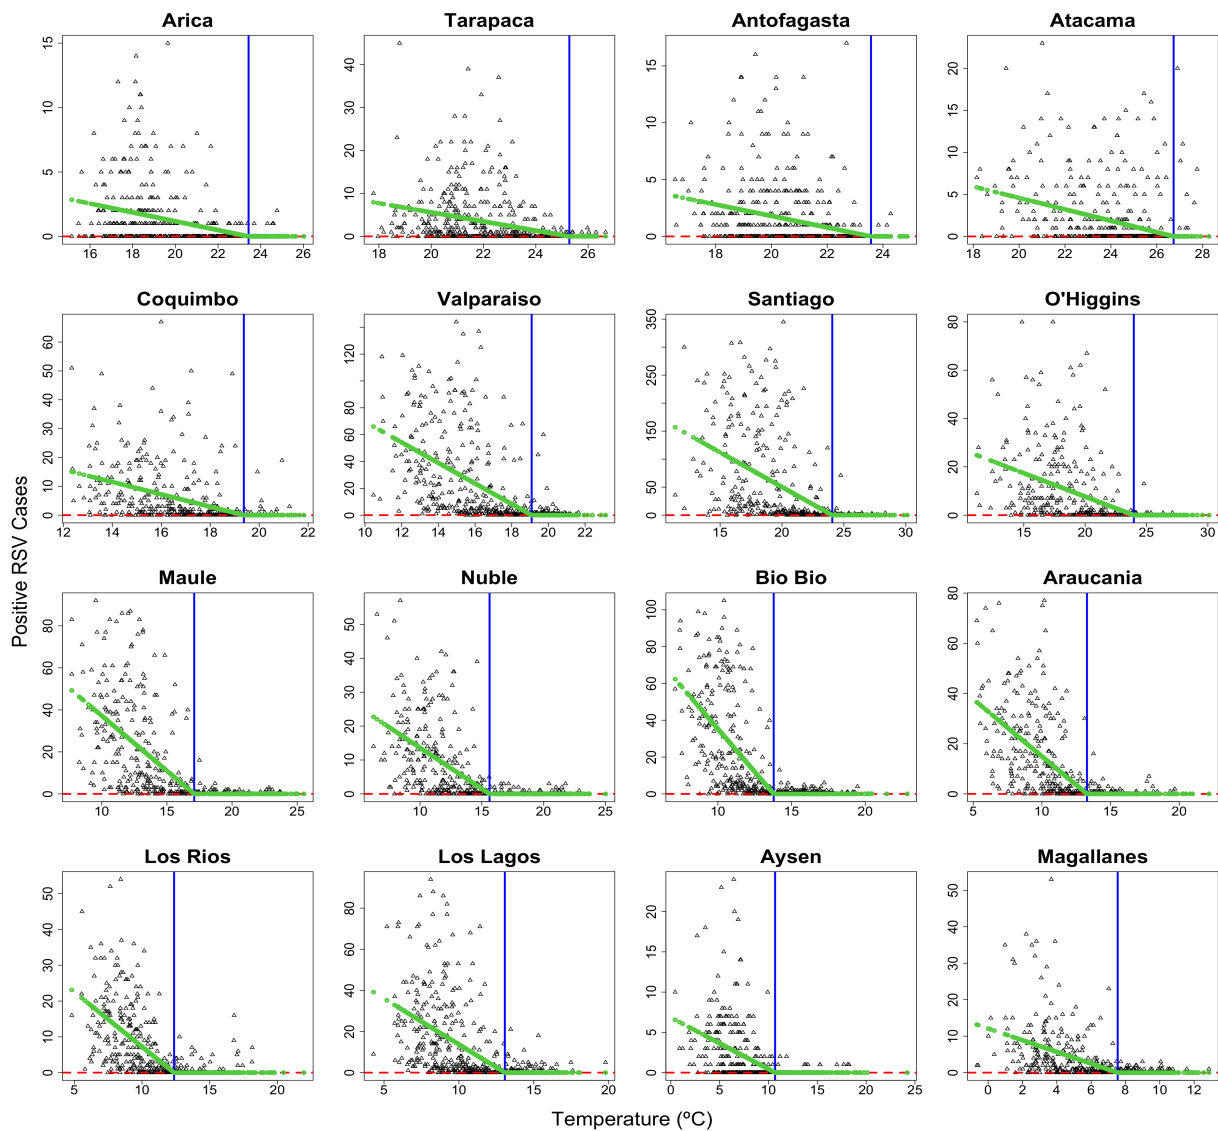 Arica Tarapaca Antofagasta Atacama
15 10 5 0
40 30 20 10 0
15 10 5 0
20 15 10 5 0
16 18 20 22 24 26
18 20 22 24 26
18 20 22 24
18 20 22 24 26 28
Coquimbo Valparaiso Santiago O'Higgins
60 50 40 30 20 10 0
120 80 60 40 20 0
350 250 150 50 0
80 60 40 20 0
12 14 16 18 20 22
10 12 14 16 18 20 22
15 20 25 30
15 20 25 30
Positive RSV Cases
Maule Nuble Bio Bio Araucania
80 60 40 20 0
50 40 30 20 10 0
100 80 60 40 20 0
80 60 40 20 0
10 15 20 25
10 15 20 25
10 15 20
5 10 15 20
Los Rios Los Lagos Aysen Magallanes
50 40 30 20 10 0
80 60 40 20 0
20 15 10 5 0
50 40 30 20 10 0
5 10 15 20
5 10 15 20
0 5 10 15 20 25
0 2 4 6 8 10 12
Temperature (ºC)